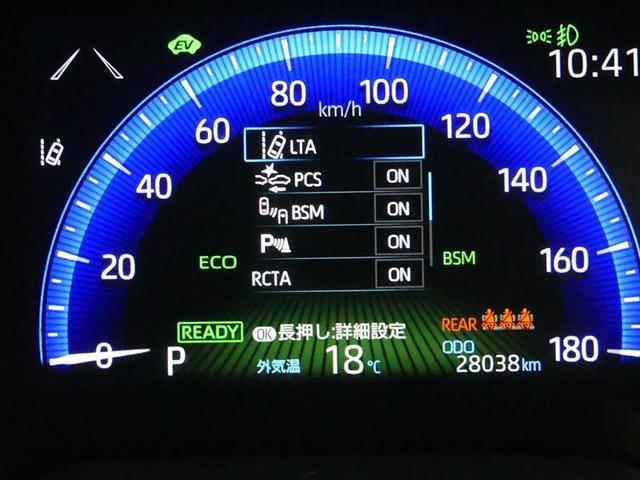 EV
10:41
80
100
km/h
60
120
LTA
40
PCS ON
140
BSM ON
P ON
20
ECO
BSM
160
RCTA ON
READY
OK 長押し:詳細設定
REAR
0
P
外気温 18℃
ODO
28038km
180